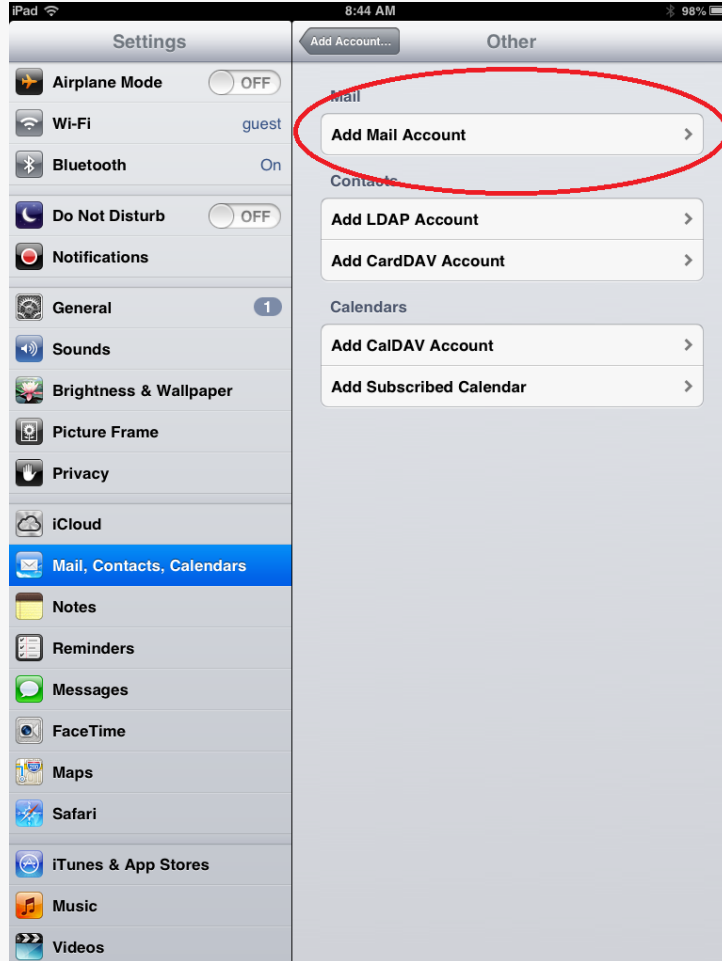 iPad 8:44 AM 98%
Settings
Airplane Mode OFF
Wi-Fi guest
Bluetooth On
Do Not Disturb OFF
Notifications
General 1
Sounds
Brightness & Wallpaper
Picture Frame
Privacy
iCloud
Mail, Contacts, Calendars
Notes
Reminders
Messages
FaceTime
Maps
Safari
iTunes & App Stores
Music
Videos
Add Account... Other
Mail
Add Mail Account
Contacts
Add LDAP Account
Add CardDAV Account
Calendars
Add CalDAV Account
Add Subscribed Calendar